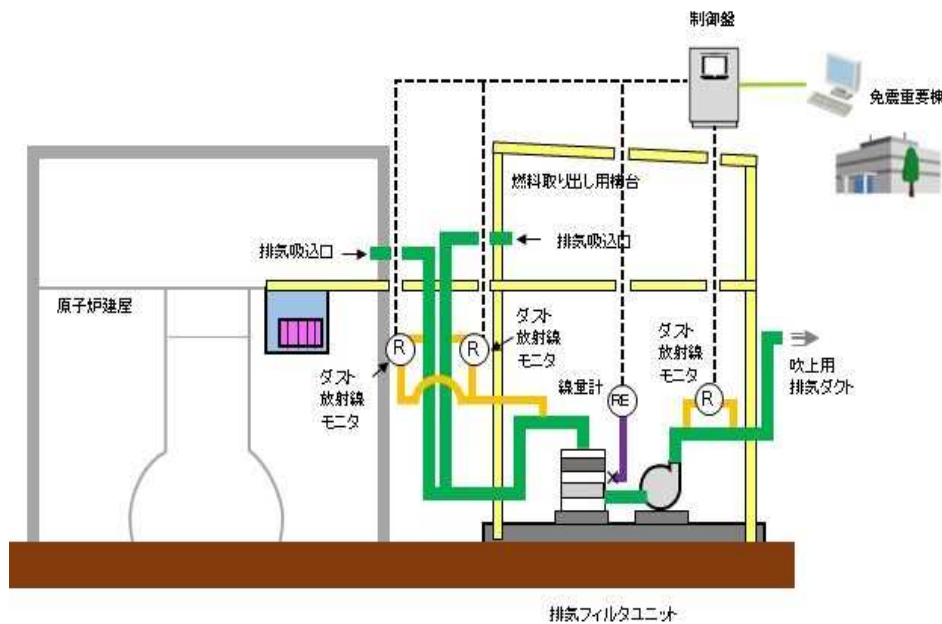 制御盤
免震重要棟
燃料取り出し用構台
排気吸込口
排気吸込口
原子炉建屋
ダスト
放射線
モニタ
ダスト
放射線
モニタ
ダスト
放射線
モニタ
線量計
吹上用
排気ダクト
R
R
RE
R
排気フィルタユニット